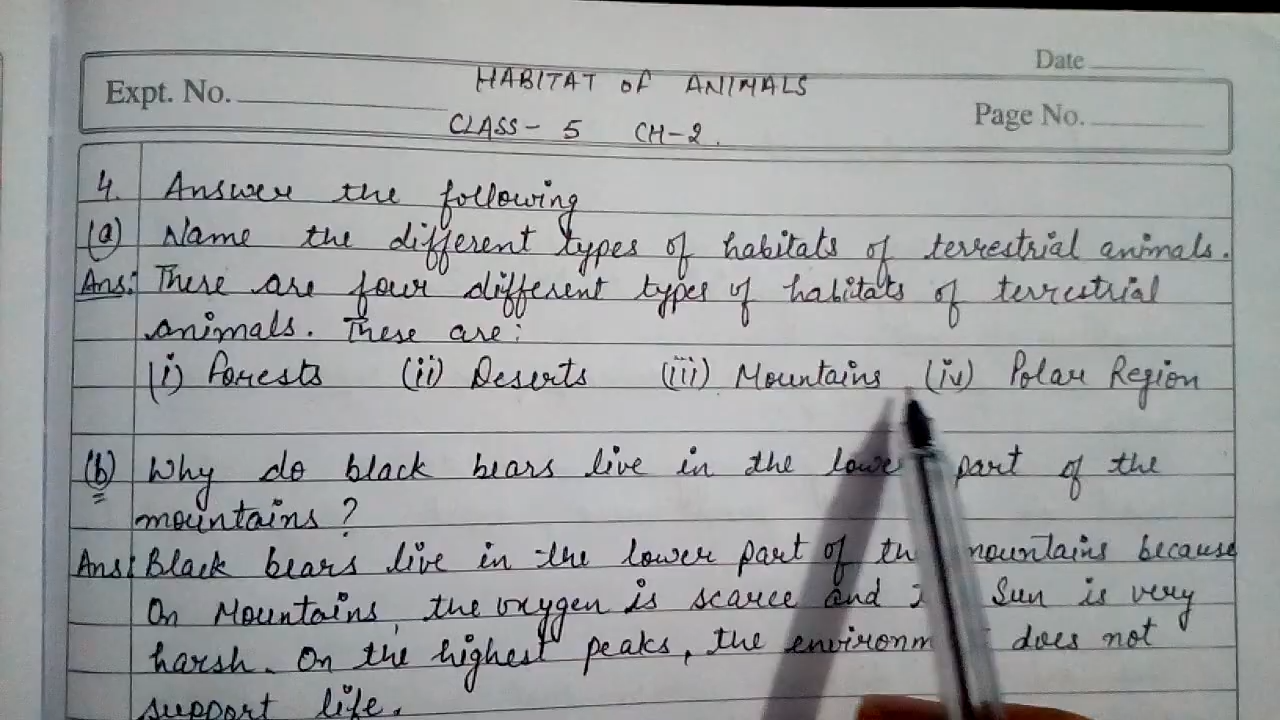 Date
HABITAT OF ANIMALS
Expt. No.
CLASS- 5 CH-2.
Page No.
4. Answer the following
(a) Name the different types of habitats of terrestrial animals.
Ans: There are four different types of habitats of terrestrial
animals. These are:
(i) Forests (ii) Deserts (iii) Mountains (iv) Polar Region
(b) Why do black bears live in the lower part of the
mountains?
Ans: Black bears live in the lower part of the mountains because
On Mountains, the oxygen is scarce and Sun is very
harsh. On the highest peaks, the environment does not
support life.